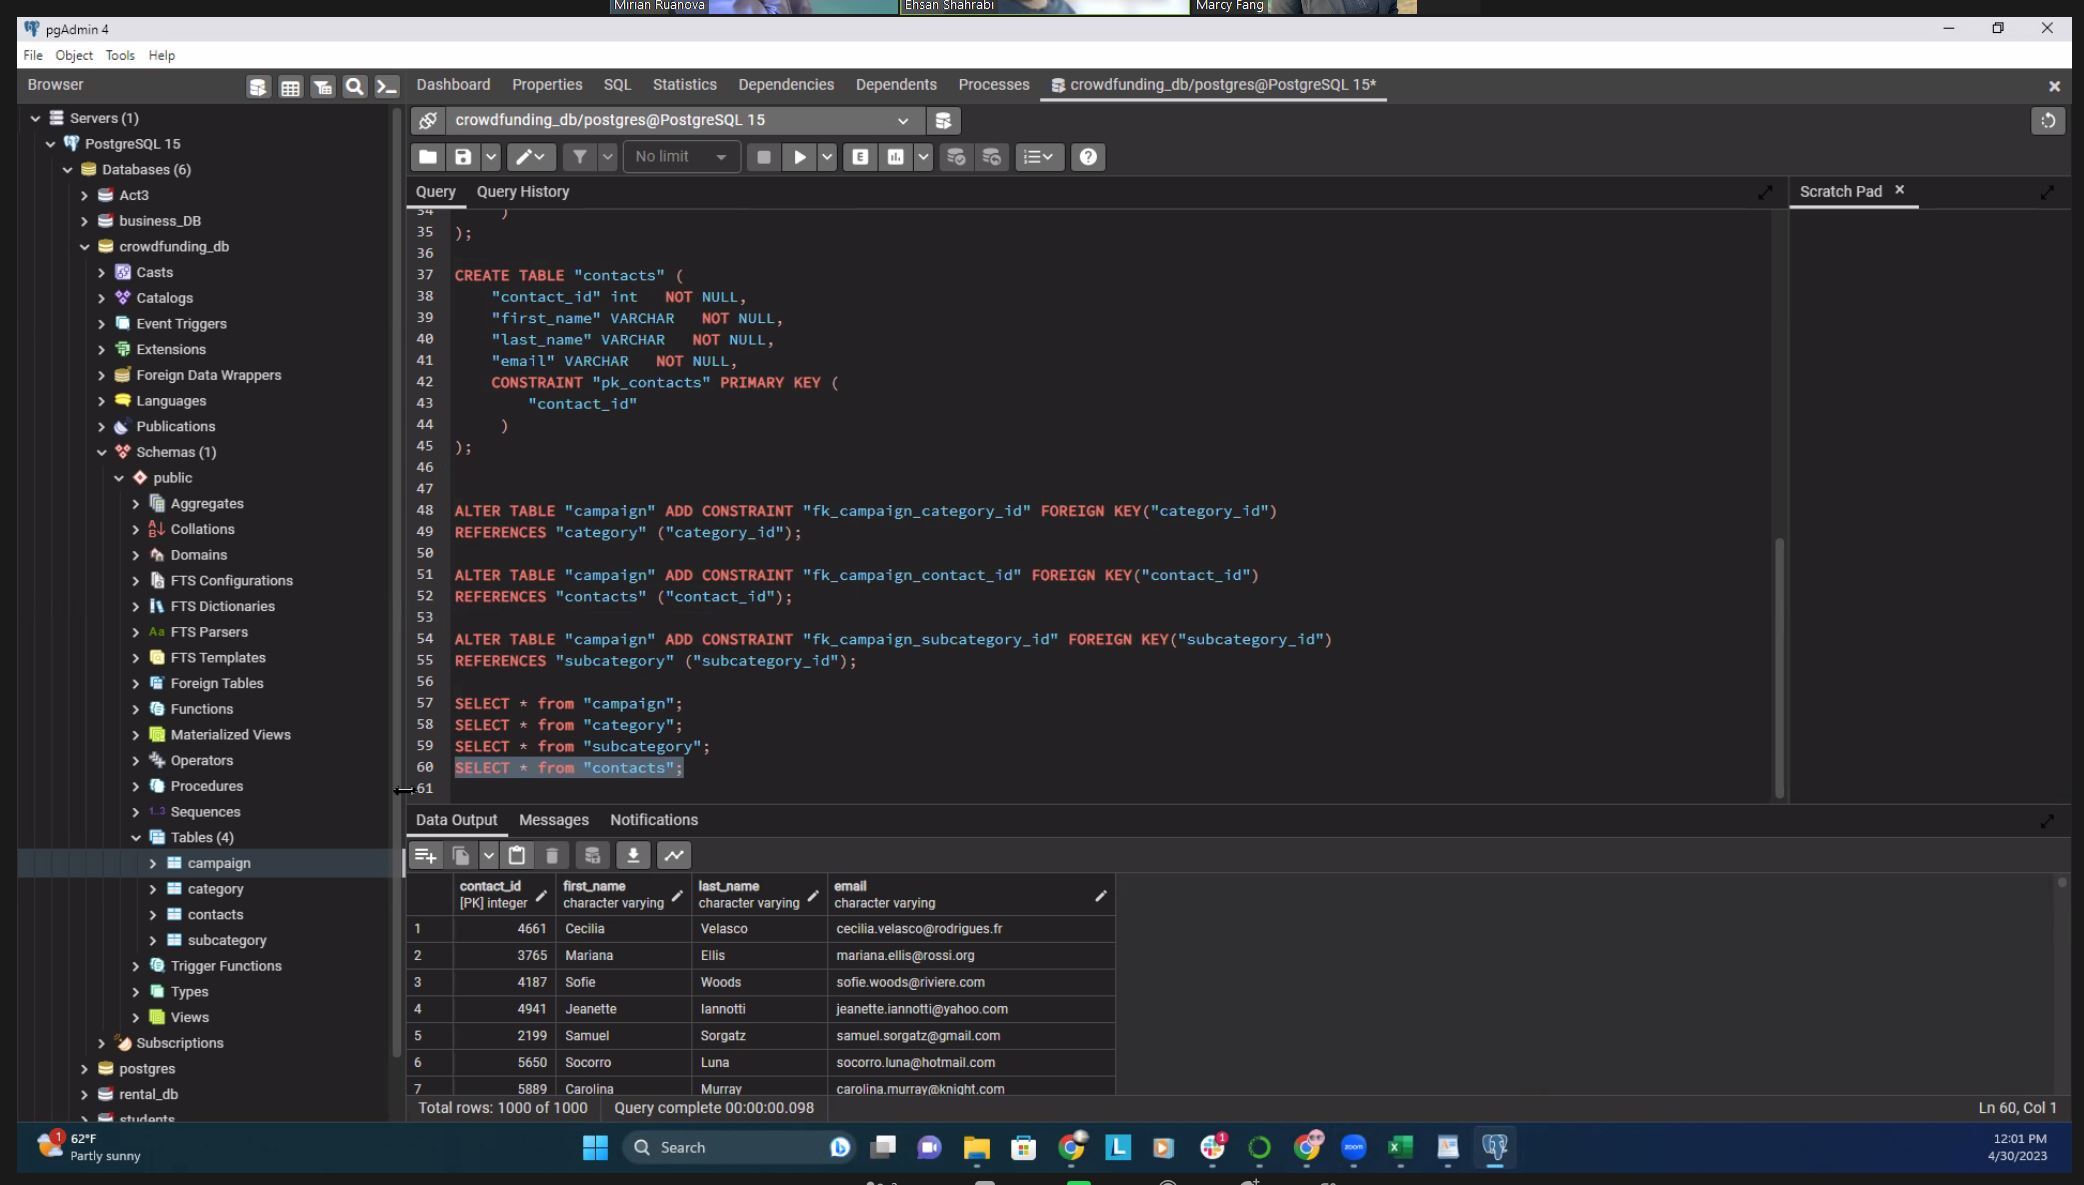 Mirian Ruanova
Ehsan Shahrabi
Marcy Fang
pgAdmin 4
File Object Tools Help
Browser
Dashboard Properties SQL Statistics Dependencies Dependents Processes crowdfunding_db/postgres@PostgreSQL 15*
Servers (1)
PostgreSQL 15
Databases (6)
Act3
business_DB
crowdfunding_db
Casts
Catalogs
Event Triggers
Extensions
Foreign Data Wrappers
Languages
Publications
Schemas (1)
public
Aggregates
Collations
Domains
FTS Configurations
FTS Dictionaries
Aa FTS Parsers
FTS Templates
Foreign Tables
Functions
Materialized Views
Operators
Procedures
1..3 Sequences
Tables (4)
campaign
category
contacts
subcategory
Trigger Functions
Types
Views
Subscriptions
postgres
rental_db
students
crowdfunding_db/postgres@PostgreSQL 15
No limit
E
Query Query History
Scratch Pad
34 )
35 );
36
37 CREATE TABLE "contacts" (
38 "contact_id" int NOT NULL,
39 "first_name" VARCHAR NOT NULL,
40 "last_name" VARCHAR NOT NULL,
41 "email" VARCHAR NOT NULL,
42 CONSTRAINT "pk_contacts" PRIMARY KEY (
43 "contact_id"
44 )
45 );
46
47
48 ALTER TABLE "campaign" ADD CONSTRAINT "fk_campaign_category_id" FOREIGN KEY("category_id")
49 REFERENCES "category" ("category_id");
50
51 ALTER TABLE "campaign" ADD CONSTRAINT "fk_campaign_contact_id" FOREIGN KEY("contact_id")
52 REFERENCES "contacts" ("contact_id");
53
54 ALTER TABLE "campaign" ADD CONSTRAINT "fk_campaign_subcategory_id" FOREIGN KEY("subcategory_id")
55 REFERENCES "subcategory" ("subcategory_id");
56
57 SELECT * from "campaign";
58 SELECT * from "category";
59 SELECT * from "subcategory";
60 SELECT * from "contacts";
61
Data Output Messages Notifications
contact_id first_name last_name email
[PK] integer character varying character varying character varying
1 4661 Cecilia Velasco cecilia.velasco@rodrigues.fr
2 3765 Mariana Ellis mariana.ellis@rossi.org
3 4187 Sofie Woods sofie.woods@riviere.com
4 4941 Jeanette Iannotti jeanette.iannotti@yahoo.com
5 2199 Samuel Sorgatz samuel.sorgatz@gmail.com
6 5650 Socorro Luna socorro.luna@hotmail.com
7 5889 Carolina Murray carolina.murray@knight.com
Total rows: 1000 of 1000 Query complete 00:00:00.098
Ln 60, Col 1
1
62°F
Partly sunny
Search
L
1
zoom
12:01 PM
4/30/2023